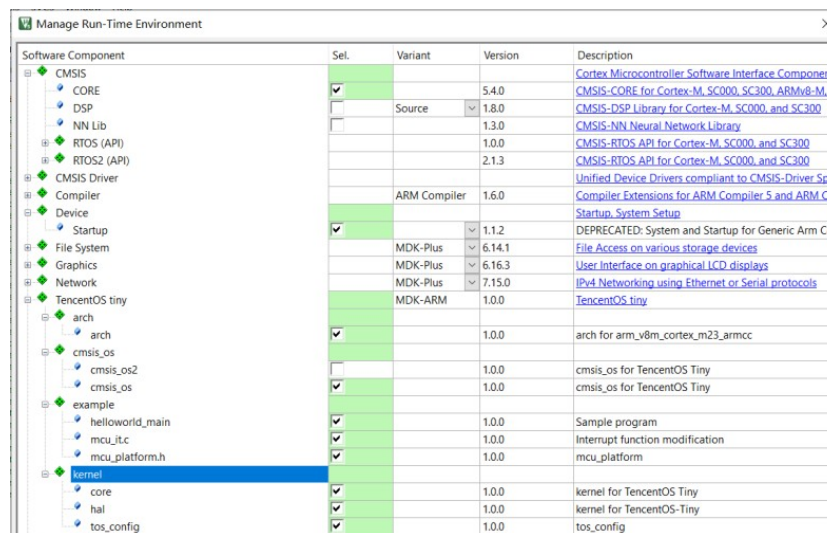 Manage Run-Time Environment
Software Component Sel. Variant Version Description
CMSIS Cortex Microcontroller Software Interface Componen
CORE 5.4.0 CMSIS-CORE for Cortex-M, SC000, SC300, ARMv8-M,
DSP Source 1.8.0 CMSIS-DSP Library for Cortex-M, SC000, and SC300
NN Lib 1.3.0 CMSIS-NN Neural Network Library
RTOS (API) 1.0.0 CMSIS-RTOS API for Cortex-M, SC000, and SC300
RTOS2 (API) 2.1.3 CMSIS-RTOS API for Cortex-M, SC000, and SC300
CMSIS Driver Unified Device Drivers compliant to CMSIS-Driver Sp
Compiler ARM Compiler 1.6.0 Compiler Extensions for ARM Compiler 5 and ARM C
Device Startup, System Setup
Startup 1.1.2 DEPRECATED: System and Startup for Generic Arm C
File System MDK-Plus 6.14.1 File Access on various storage devices
Graphics MDK-Plus 6.16.3 User Interface on graphical LCD displays
Network MDK-Plus 7.15.0 IPv4 Networking using Ethernet or Serial protocols
TencentOS tiny MDK-ARM 1.0.0 TencentOS tiny
arch
arch 1.0.0 arch for arm_v8m_cortex_m23_armcc
cmsis_os
cmsis_os2 1.0.0 cmsis_os for TencentOS Tiny
cmsis_os 1.0.0 cmsis_os for TencentOS Tiny
example
helloworld_main 1.0.0 Sample program
mcu_it.c 1.0.0 Interrupt function modification
mcu_platform.h 1.0.0 mcu_platform
kernel
core 1.0.0 kernel for TencentOS Tiny
hal 1.0.0 kernel for TencentOS-Tiny
tos_config 1.0.0 tos_config